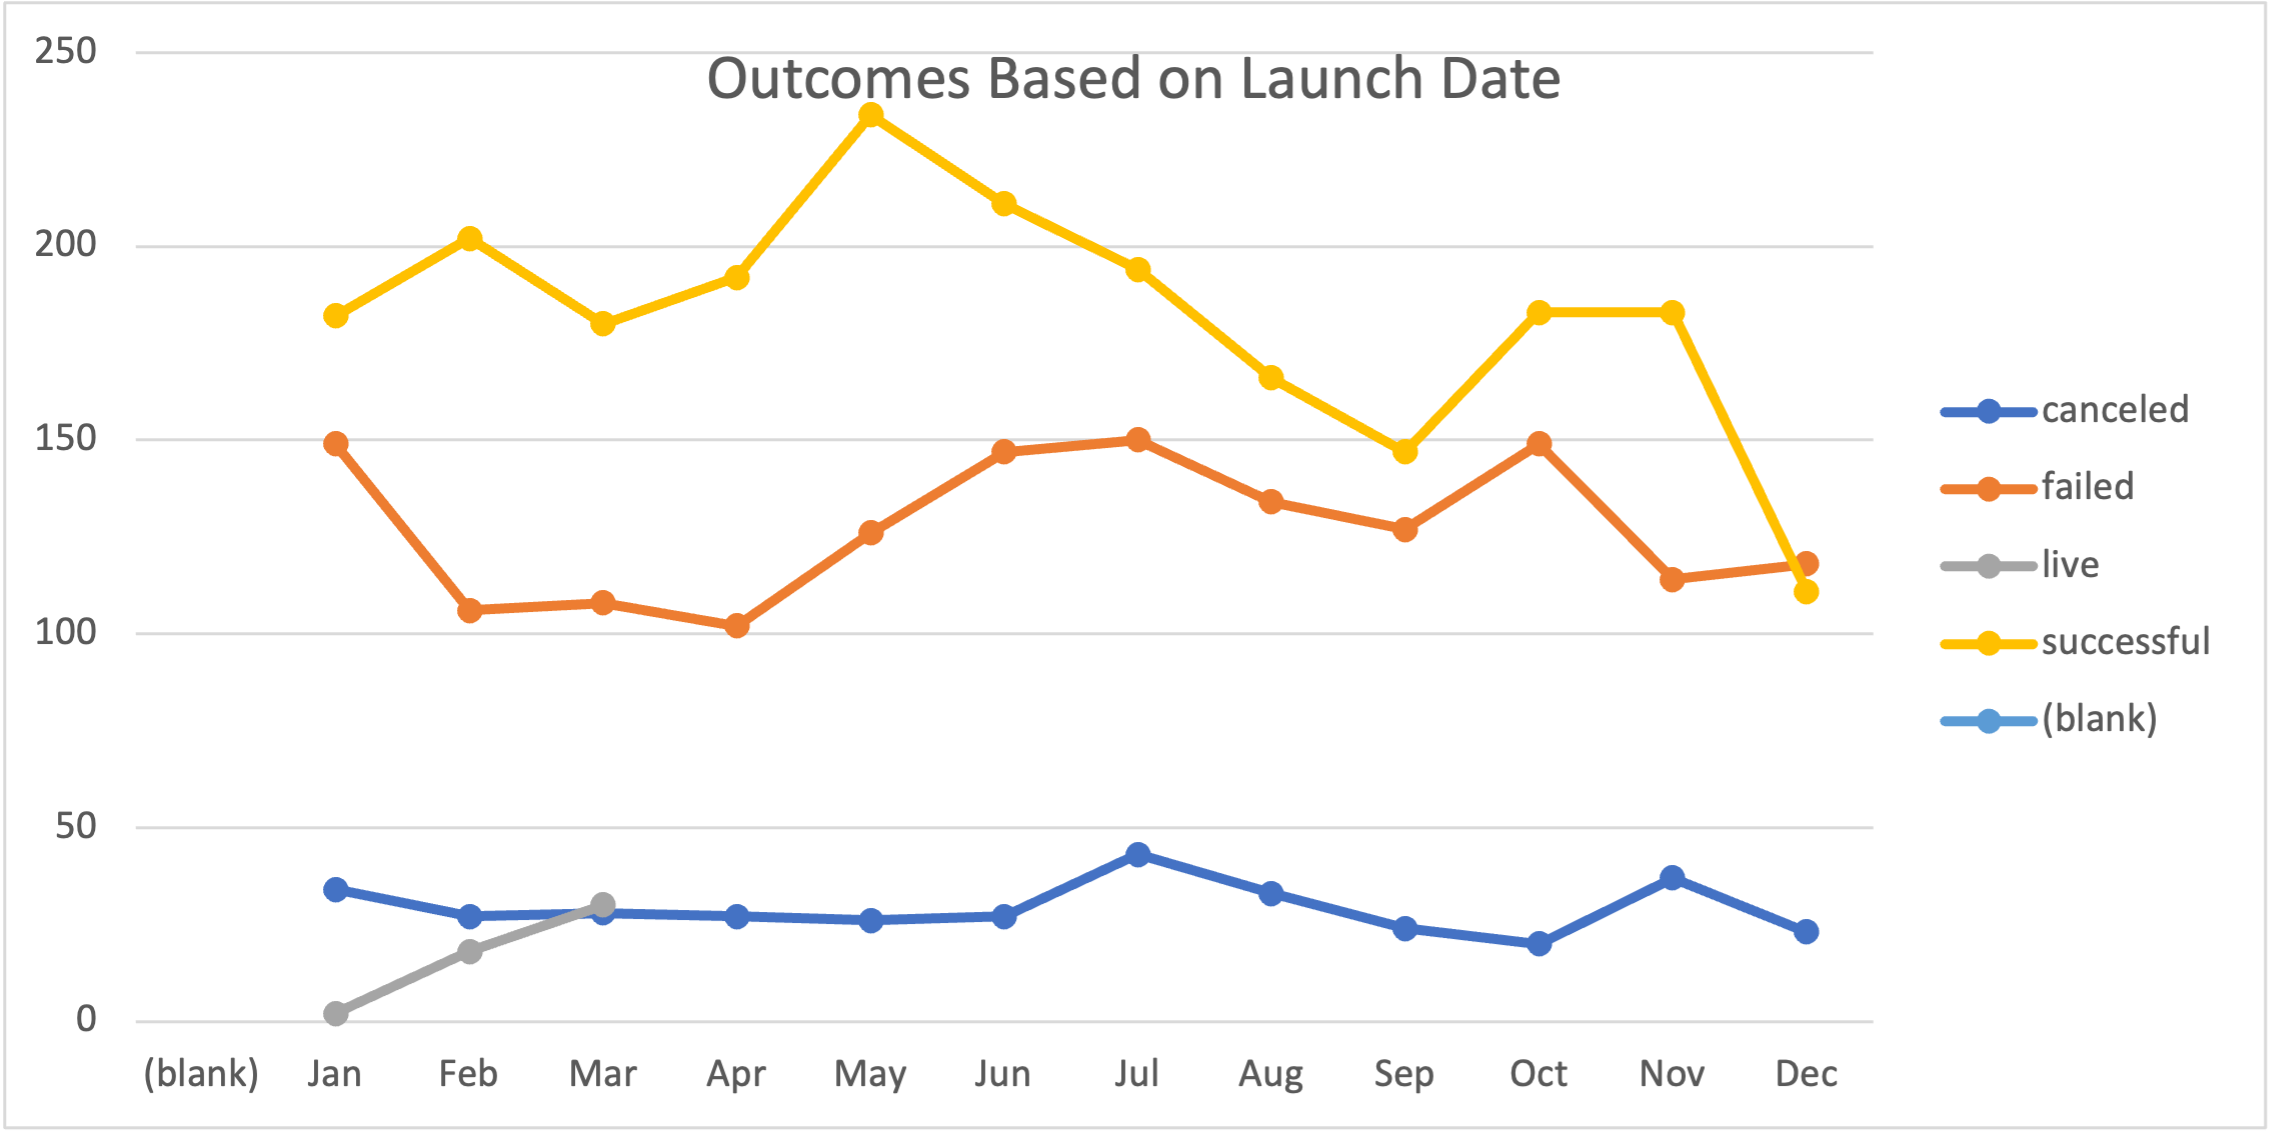 Outcomes Based on Launch Date
250
200
150
100
50
0
(blank) Jan Feb Mar Apr May Jun Jul Aug Sep Oct Nov Dec
canceled
failed
live
successful
(blank)